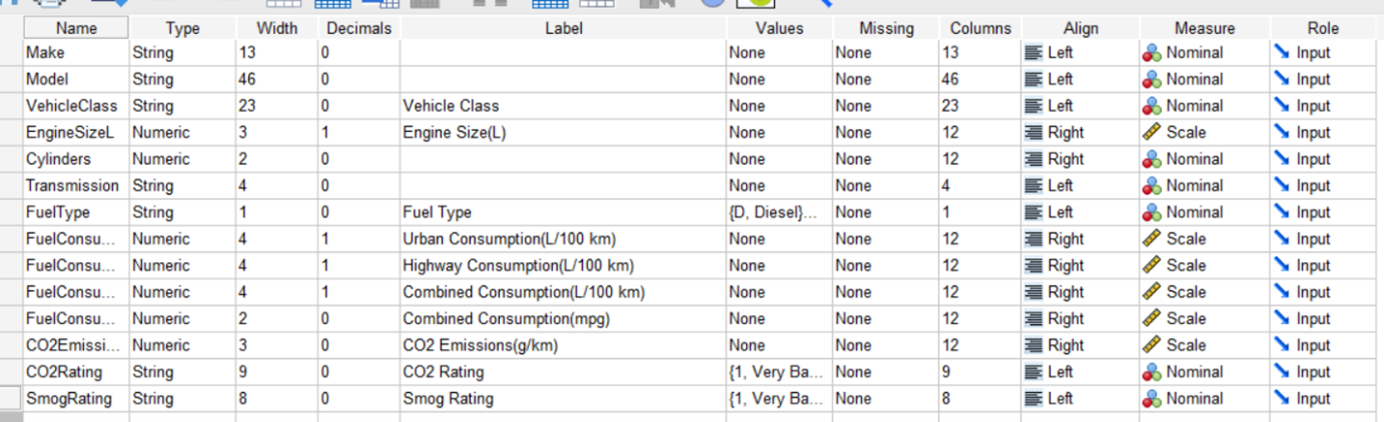 Name Type Width Decimals Label Values Missing Columns Align Measure Role
Make String 13 0 None None 13 Left Nominal Input
Model String 46 0 None None 46 Left Nominal Input
VehicleClass String 23 0 Vehicle Class None None 23 Left Nominal Input
EngineSizeL Numeric 3 1 Engine Size(L) None None 12 Right Scale Input
Cylinders Numeric 2 0 None None 12 Right Nominal Input
Transmission String 4 0 None None 4 Left Nominal Input
FuelType String 1 0 Fuel Type {D, Diesel}... None 1 Left Nominal Input
FuelConsu... Numeric 4 1 Urban Consumption(L/100 km) None None 12 Right Scale Input
FuelConsu... Numeric 4 1 Highway Consumption(L/100 km) None None 12 Right Scale Input
FuelConsu... Numeric 4 1 Combined Consumption(L/100 km) None None 12 Right Scale Input
FuelConsu... Numeric 2 0 Combined Consumption(mpg) None None 12 Right Scale Input
CO2Emissi... Numeric 3 0 CO2 Emissions(g/km) None None 12 Right Scale Input
CO2Rating String 9 0 CO2 Rating {1, Very Ba... None 9 Left Nominal Input
SmogRating String 8 0 Smog Rating {1, Very Ba... None 8 Left Nominal Input